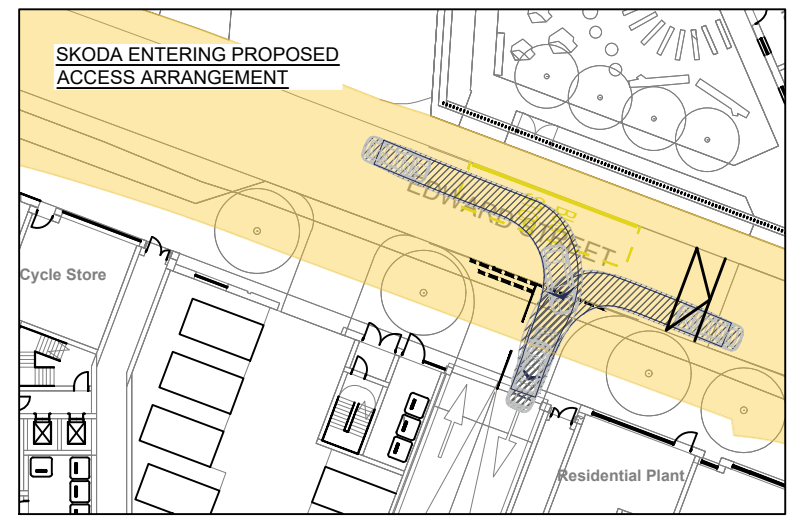 SKODA ENTERING PROPOSED
ACCESS ARRANGEMENT
EDWARD STREET
Cycle Store
Residential Plant